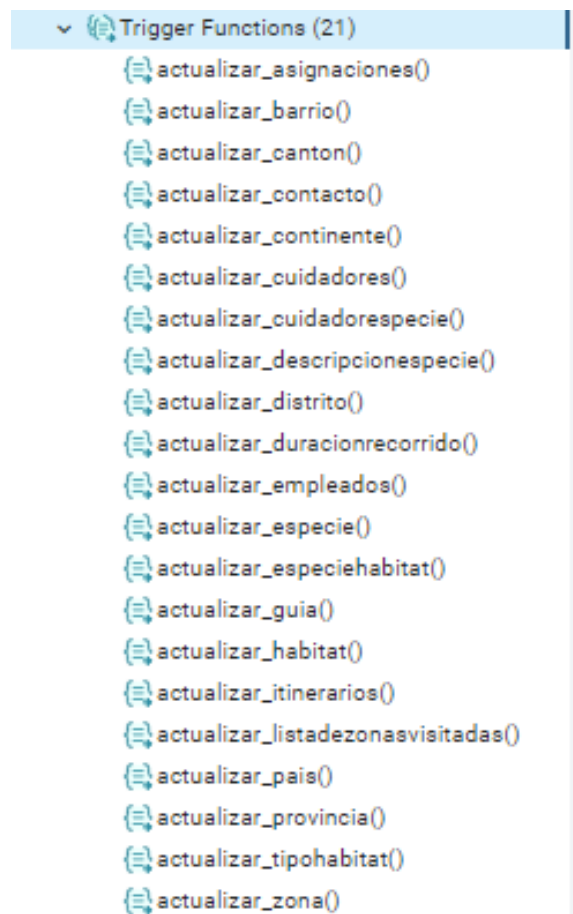 Trigger Functions (21)
actualizar_asignaciones()
actualizar_barrio()
actualizar_canton()
actualizar_contacto()
actualizar_continente()
actualizar_cuidadores()
actualizar_cuidadorespecie()
actualizar_descripcionespecie()
actualizar_distrito()
actualizar_duracionrecorrido()
actualizar_empleados()
actualizar_especie()
actualizar_especiehabitat()
actualizar_guia()
actualizar_habitat()
actualizar_itinerarios()
actualizar_listadezonasvisitadas()
actualizar_pais()
actualizar_provincia()
actualizar_tipohabitat()
actualizar_zona()